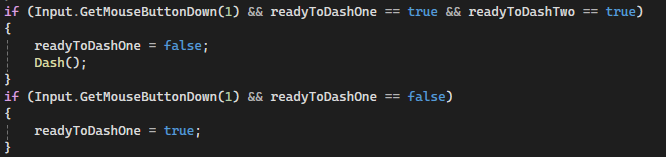 if (Input.GetMouseButtonDown(1) && readyToDashOne == true && readyToDashTwo == true)
{
readyToDashOne = false;
Dash();
}
if (Input.GetMouseButtonDown(1) && readyToDashOne == false)
{
readyToDashOne = true;
}